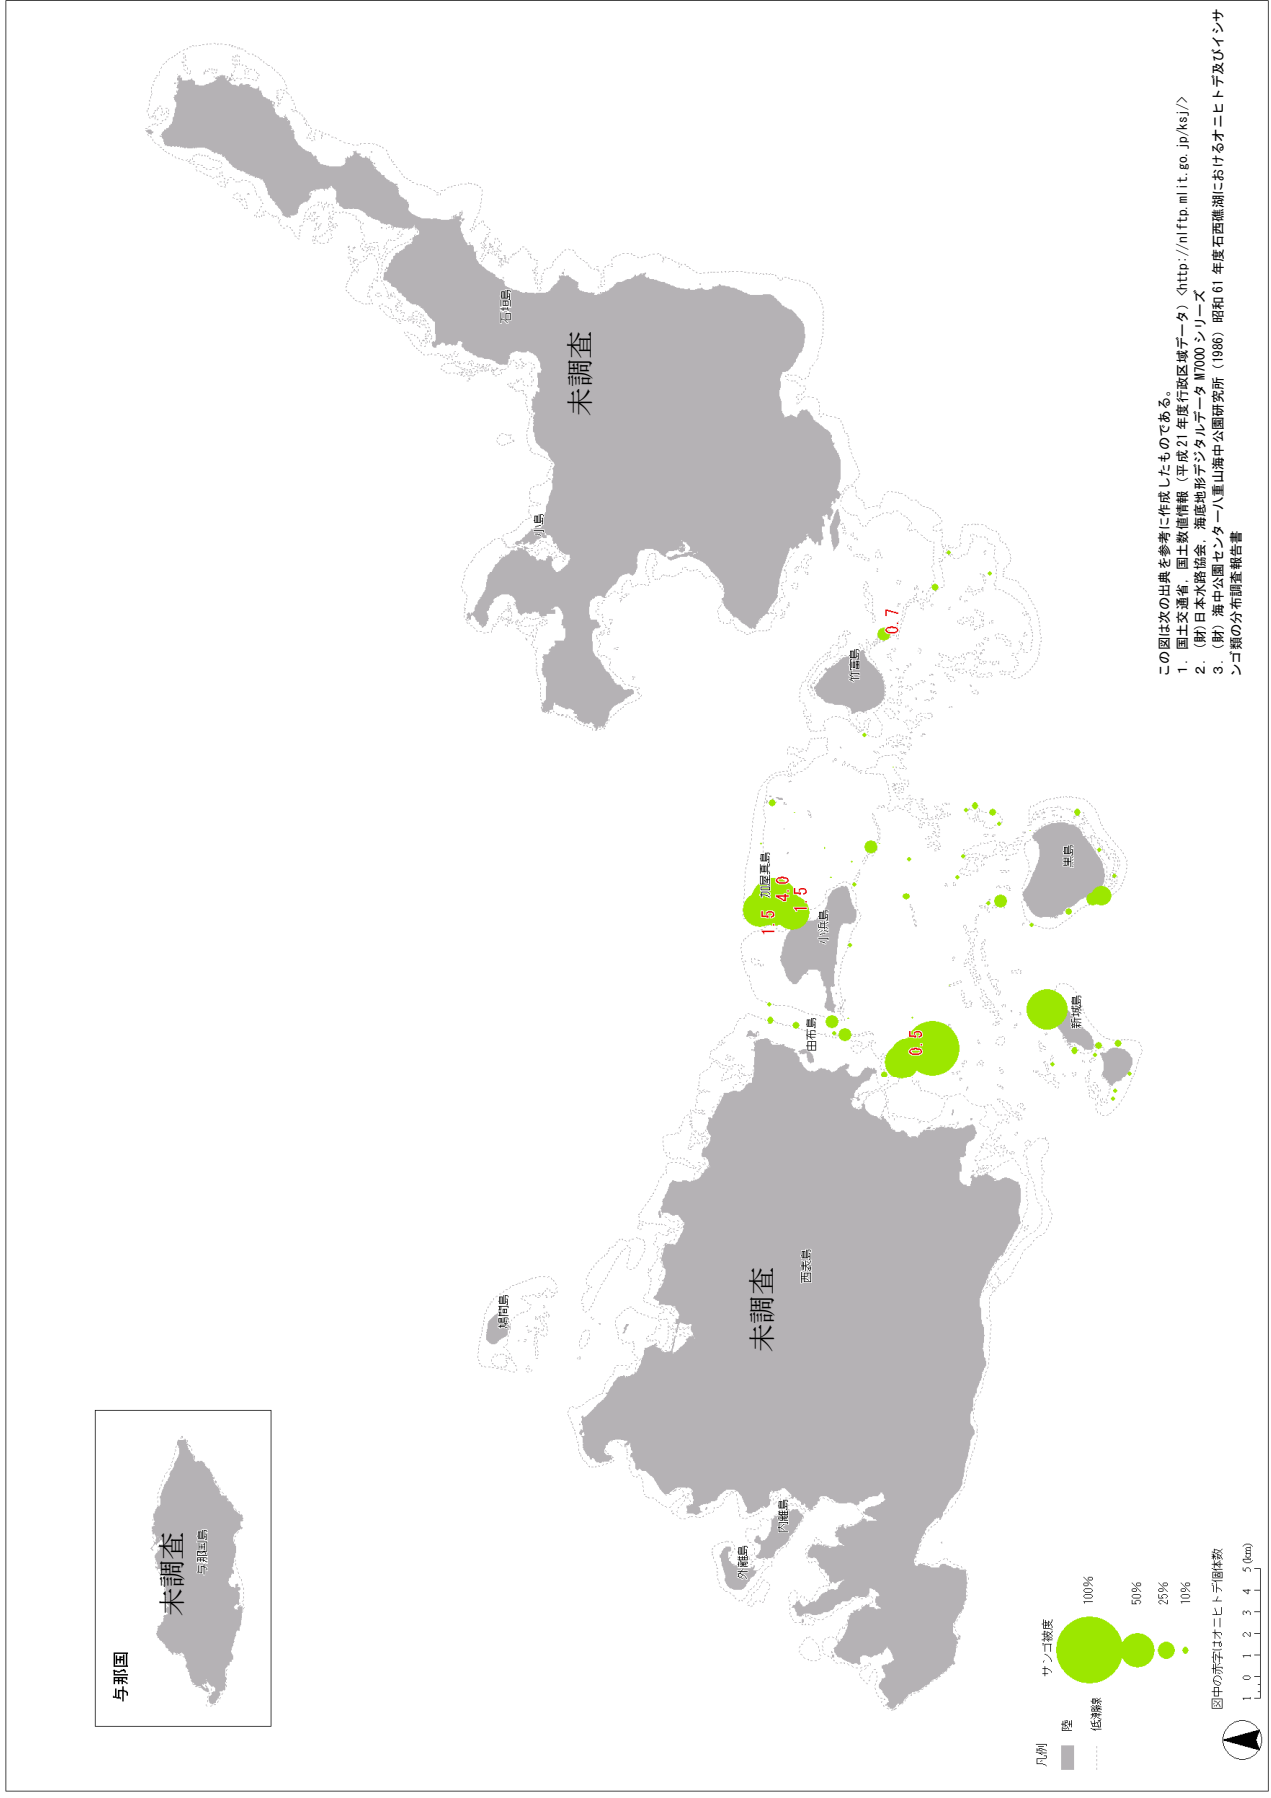 与那国
未調査
与那国島
石垣島
未調査
小島
竹富島
0.7
加屋真島
4.0
1.5
1.5
小浜島
由布島
0.5
黒島
新城島
鳩間島
未調査
西表島
外離島
内離島
凡例
陸
低潮線
サンゴ被度
100%
50%
25%
10%
図中の赤字はオニヒトデ個体数
1 0 1 2 3 4 5 (km)
この図は次の出典を参考に作成したものである。
1. 国土交通省, 国土数値情報 (平成21年度行政区域データ) <http://nlftp.mlit.go.jp/ksj/>
2. (財)日本水路協会, 海底地形デジタルデータ M7000 シリーズ
3. (財) 海中公園センター八重山海中公園研究所 (1986) 昭和 61 年度石西礁湖におけるオニヒトデ及びイシサ
ンゴ類の分布調査報告書